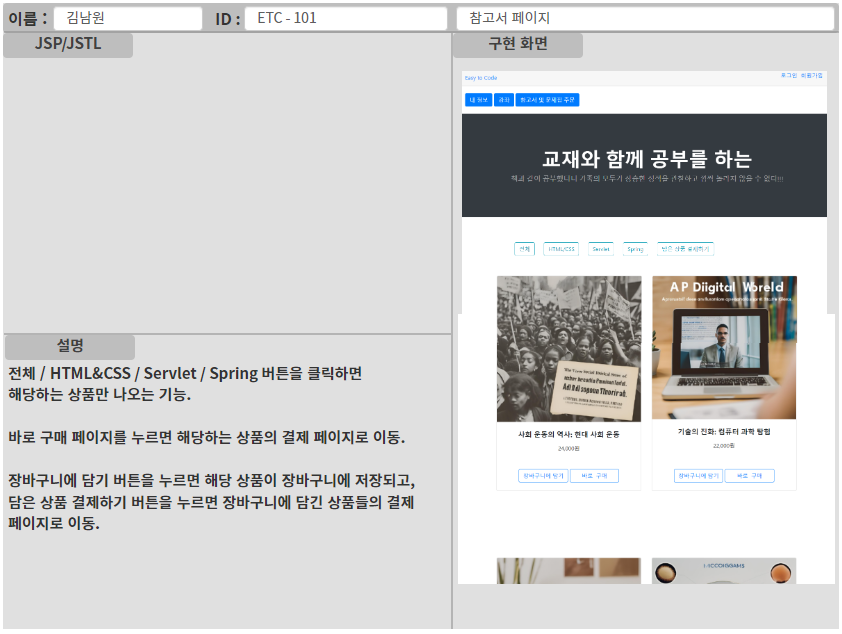 이름 : 김남원 ID : ETC - 101 참고서 페이지
JSP/JSTL
구현 화면
Easy to Code
로그인 회원가입
내 정보 강좌 참고서 및 문제집 주문
교재와 함께 공부를 하는
전체 HTML/CSS Servlet Spring 담은 상품 결제하기
AP DiigitalWoreld
사회 운동의 역사: 현대 사회 운동
24,000원
장바구니에 담기 바로 구매
기술의 진화: 컴퓨터 과학 탐험
22,000원
장바구니에 담기 바로 구매
설명
전체 / HTML&CSS / Servlet / Spring 버튼을 클릭하면
해당하는 상품만 나오는 기능.
바로 구매 페이지를 누르면 해당하는 상품의 결제 페이지로 이동.
장바구니에 담기 버튼을 누르면 해당 상품이 장바구니에 저장되고,
담은 상품 결제하기 버튼을 누르면 장바구니에 담긴 상품들의 결제
페이지로 이동.